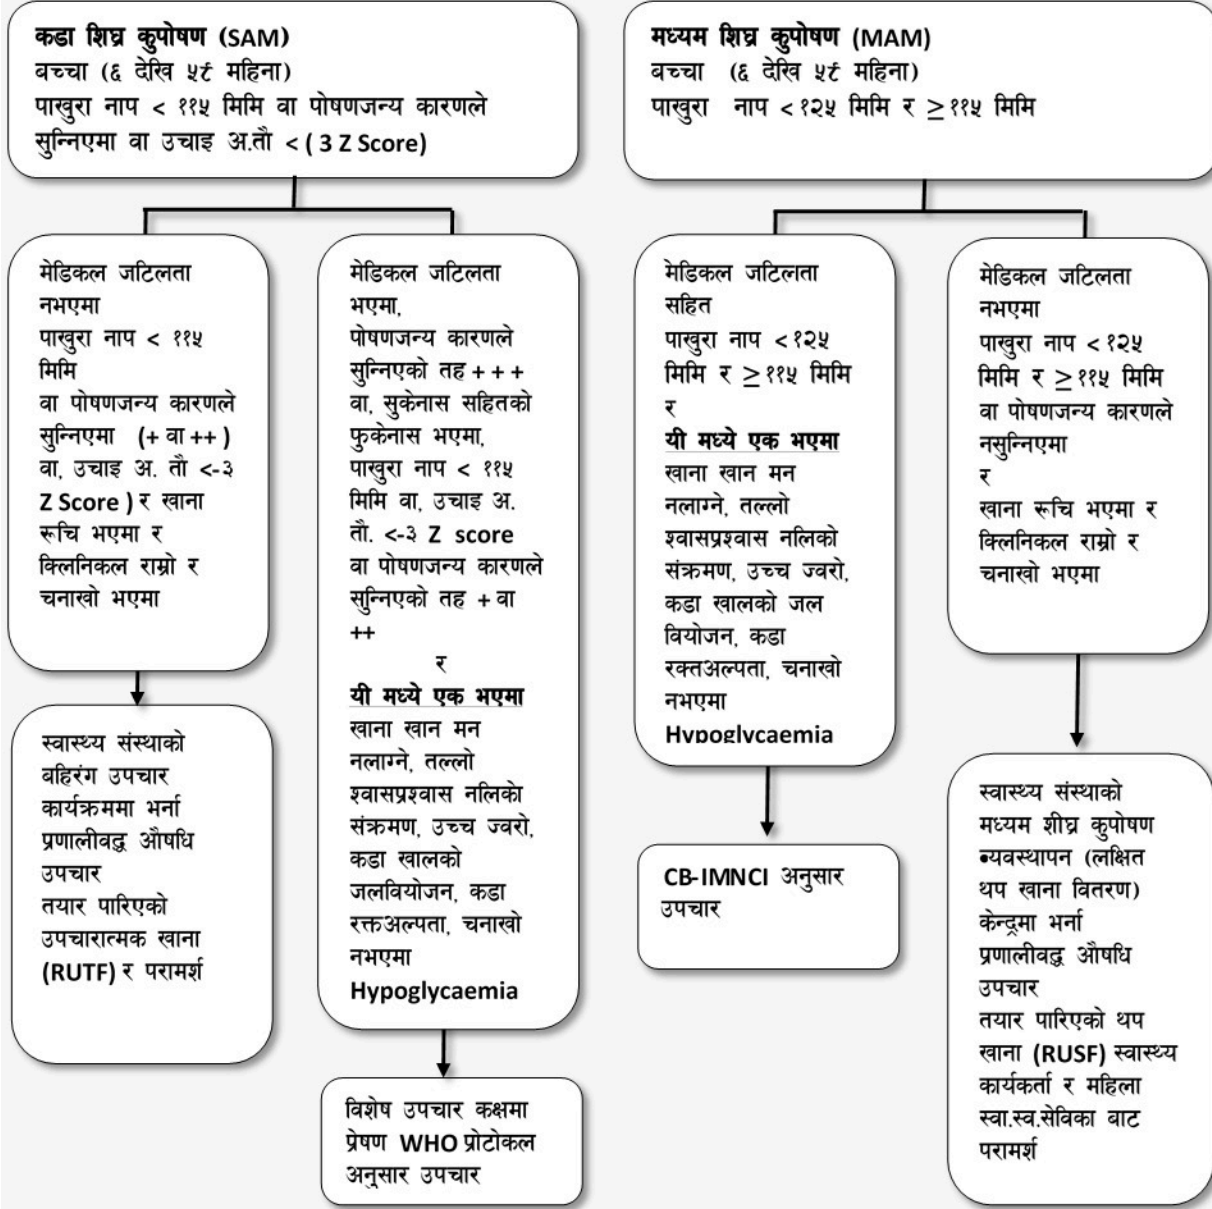 कडा शिघ्र कुपोषण (SAM)
बच्चा (६ देखि ५९ महिना)
पाखुरा नाप < ११५ मिमि वा पोषणजन्य कारणले
सुन्निएमा वा उचाइ अ.तौ < ( 3 Z Score)
मध्यम शिघ्र कुपोषण (MAM)
बच्चा (६ देखि ५९ महिना)
पाखुरा नाप < १२५ मिमि र ≥ ११५ मिमि
मेडिकल जटिलता
नभएमा
पाखुरा नाप < ११५
मिमि
वा पोषणजन्य कारणले
सुन्निएमा (+ वा ++ )
वा, उचाइ अ. तौ <-३
Z Score ) र खाना
रूचि भएमा र
क्लिनिकल राम्रो र
चनाखो भएमा
स्वास्थ्य संस्थाको
बहिरंग उपचार
कार्यक्रममा भर्ना
प्रणालीवद्ध औषधि
उपचार
तयार पारिएको
उपचारात्मक खाना
(RUTF) र परामर्श
मेडिकल जटिलता
भएमा,
पोषणजन्य कारणले
सुन्निएको तह + + +
वा, सुकेनास सहितको
फुकेनास भएमा,
पाखुरा नाप < ११५
मिमि वा, उचाइ अ.
तौ. <-३ Z score
वा पोषणजन्य कारणले
सुन्निएको तह + वा
++
र
यी मध्ये एक भएमा
खाना खान मन
नलाग्ने, तल्लो
श्वासप्रश्वास नलिको
संक्रमण, उच्च ज्वरो,
कडा खालको
जलवियोजन, कडा
रक्तअल्पता, चनाखो
नभएमा
Hypoglycaemia
विशेष उपचार कक्षमा
प्रेषण WHO प्रोटोकल
अनुसार उपचार
मेडिकल जटिलता
सहित
पाखुरा नाप < १२५
मिमि र ≥ ११५ मिमि
र
यी मध्ये एक भएमा
खाना खान मन
नलाग्ने, तल्लो
श्वासप्रश्वास नलिको
संक्रमण, उच्च ज्वरो,
कडा खालको जल
वियोजन, कडा
रक्तअल्पता, चनाखो
नभएमा
Hypoglycaemia
CB-IMNCI अनुसार
उपचार
मेडिकल जटिलता
नभएमा
पाखुरा नाप < १२५
मिमि र ≥ ११५ मिमि
वा पोषणजन्य कारणले
नसुन्निएमा
र
खाना रूचि भएमा र
क्लिनिकल राम्रो र
चनाखो भएमा
स्वास्थ्य संस्थाको
मध्यम शीघ्र कुपोषण
व्यवस्थापन (लक्षित
थप खाना वितरण)
केन्द्रमा भर्ना
प्रणालीवद्ध औषधि
उपचार
तयार पारिएको थप
खाना (RUSF) स्वास्थ्य
कार्यकर्ता र महिला
स्वा.स्व.सेविका बाट
परामर्श